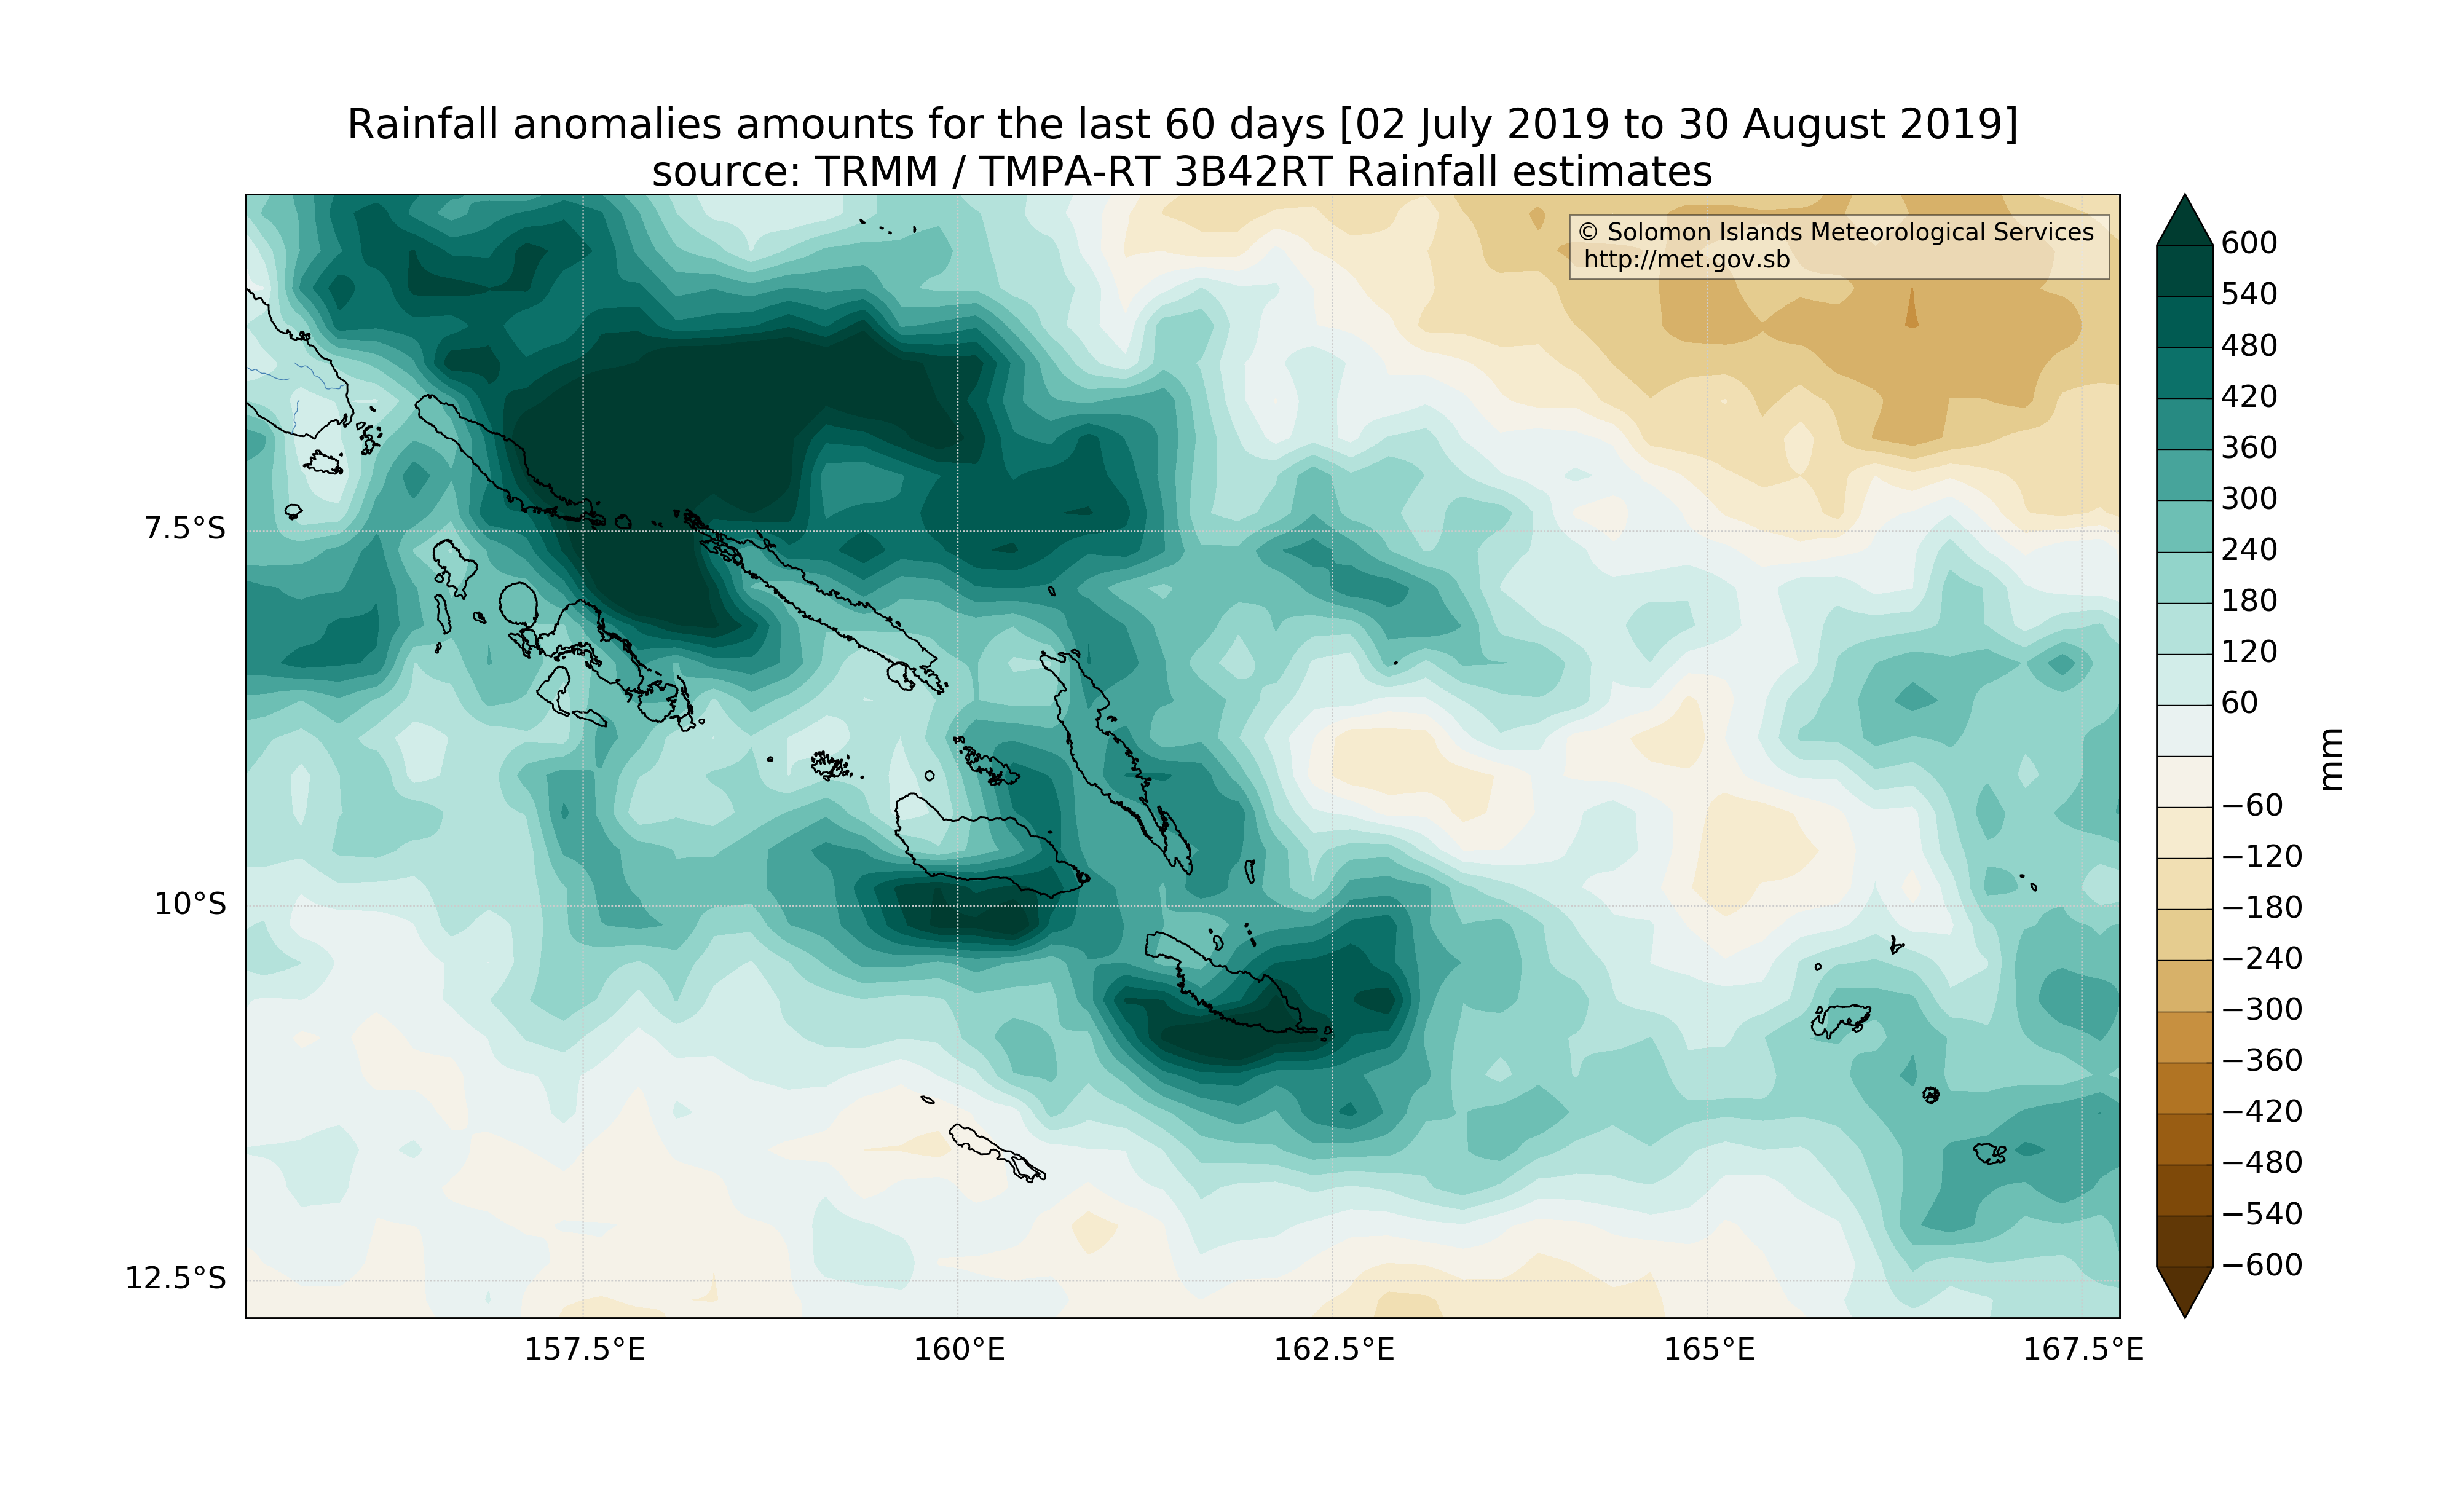 Rainfall anomalies amounts for the last 60 days [02 July 2019 to 30 August 2019]
source: TRMM / TMPA-RT 3B42RT Rainfall estimates
© Solomon Islands Meteorological Services
http://met.gov.sb
7.5°S
10°S
12.5°S
157.5°E
160°E
162.5°E
165°E
167.5°E
600
540
480
420
360
300
240
180
120
60
−60
−120
−180
−240
−300
−360
−420
−480
−540
−600
mm